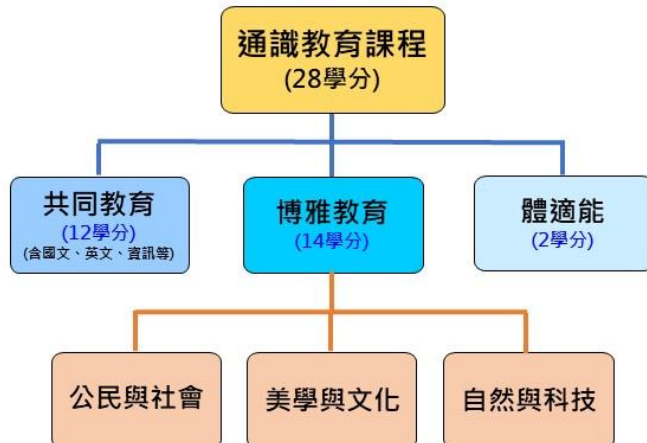 通識教育課程
(28學分)
共同教育
(12學分)
(含國文、英文、資訊等)
博雅教育
(14學分)
體適能
(2學分)
公民與社會
美學與文化
自然與科技